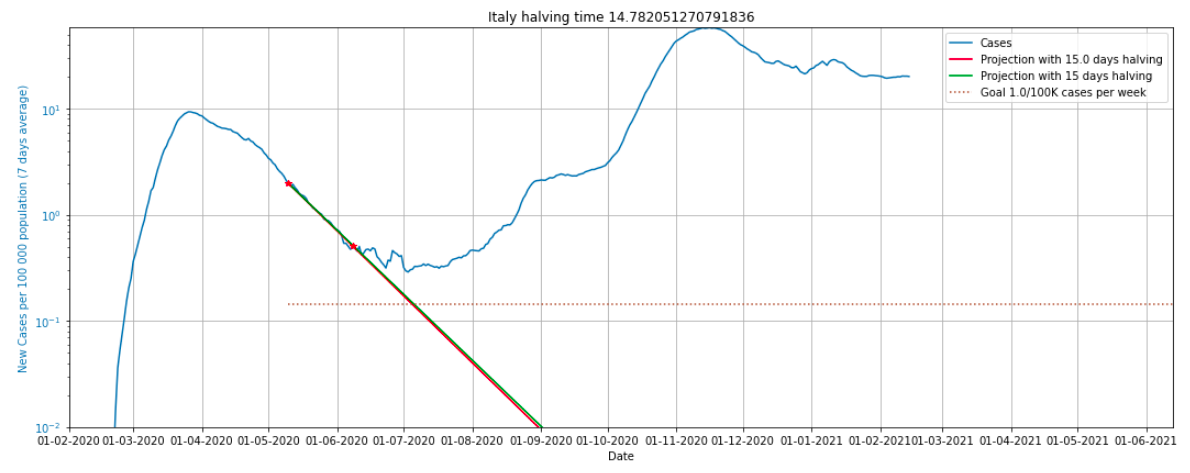 Italy halving time 14.782051270791836
New Cases per 100 000 population (7 days average)
10¹
10⁰
10⁻¹
10⁻²
Cases
Projection with 15.0 days halving
Projection with 15 days halving
Goal 1.0/100K cases per week
01-02-2020 01-03-2020 01-04-2020 01-05-2020 01-06-2020 01-07-2020 01-08-2020 01-09-2020 01-10-2020 01-11-2020 01-12-2020 01-01-2021 01-02-2021 01-03-2021 01-04-2021 01-05-2021 01-06-2021
Date